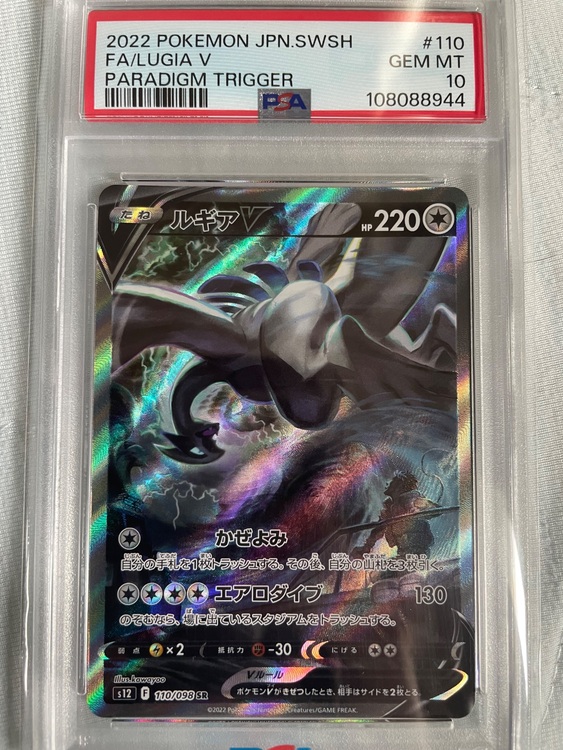 2022 POKEMON JPN.SWSH #110
FA/LUGIA V GEM MT
PARADIGM TRIGGER 10
PSA 108088944
たね ルギアV HP 220
かぜよみ
自分の手札を1枚トラッシュする。その後、自分の山札を3枚引く。
エアロダイブ 130
のぞむなら、場に出ているスタジアムをトラッシュする。
弱点 ×2 抵抗力 -30 にげる
Vルール
ポケモンVがきぜつしたとき、相手はサイドを2枚とる。
Illus.kawayoo
s12 F 110/098 SR
©2022 Pokémon/Nintendo/Creatures/GAME FREAK.